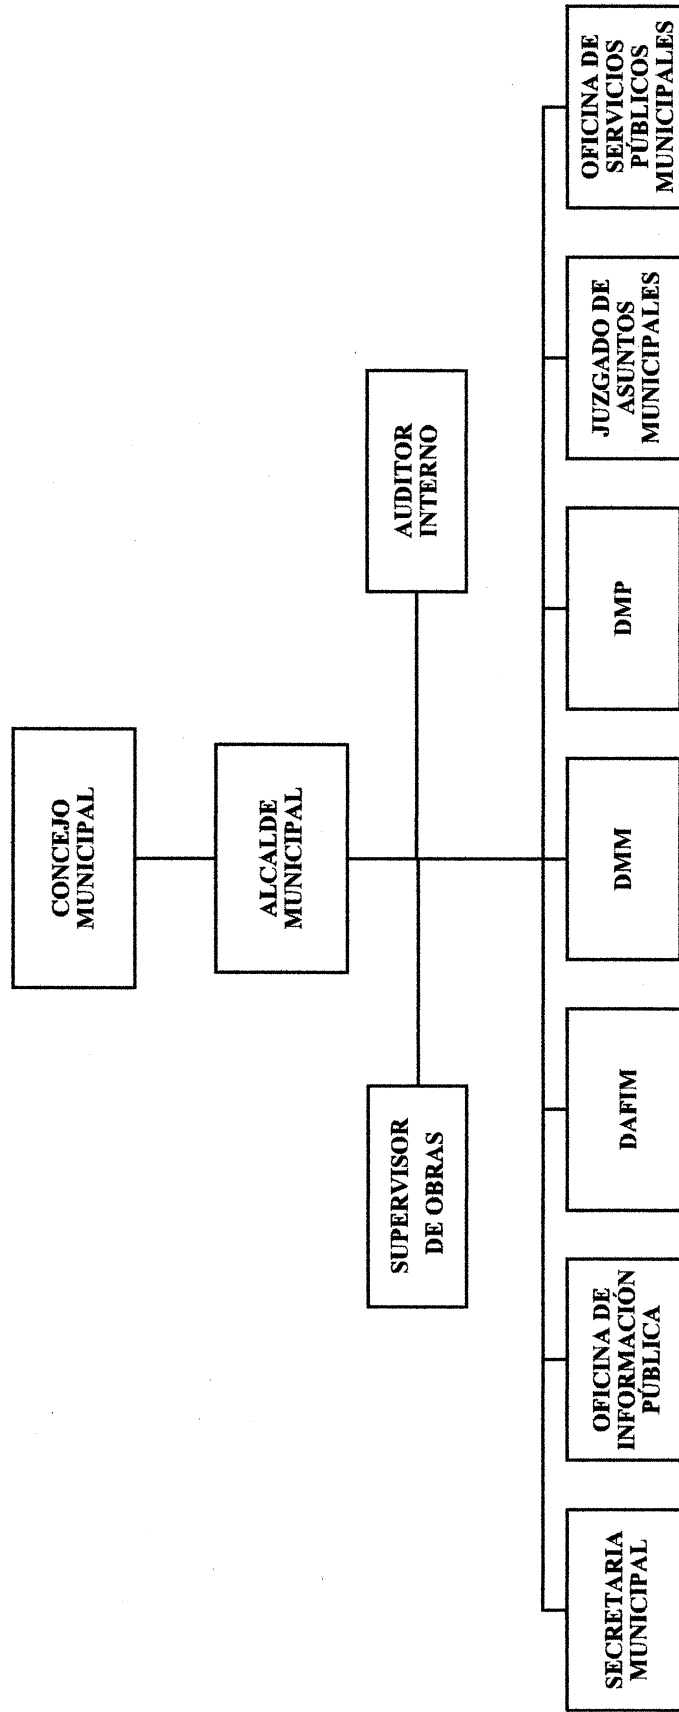 CONCEJO
MUNICIPAL
ALCALDE
MUNICIPAL
SUPERVISOR
DE OBRAS
AUDITOR
INTERNO
SECRETARIA
MUNICIPAL
OFICINA DE
INFORMACIÓN
PÚBLICA
DAFIM
DMM
DMP
JUZGADO DE
ASUNTOS
MUNICIPALES
OFICINA DE
SERVICIOS
PÚBLICOS
MUNICIPALES